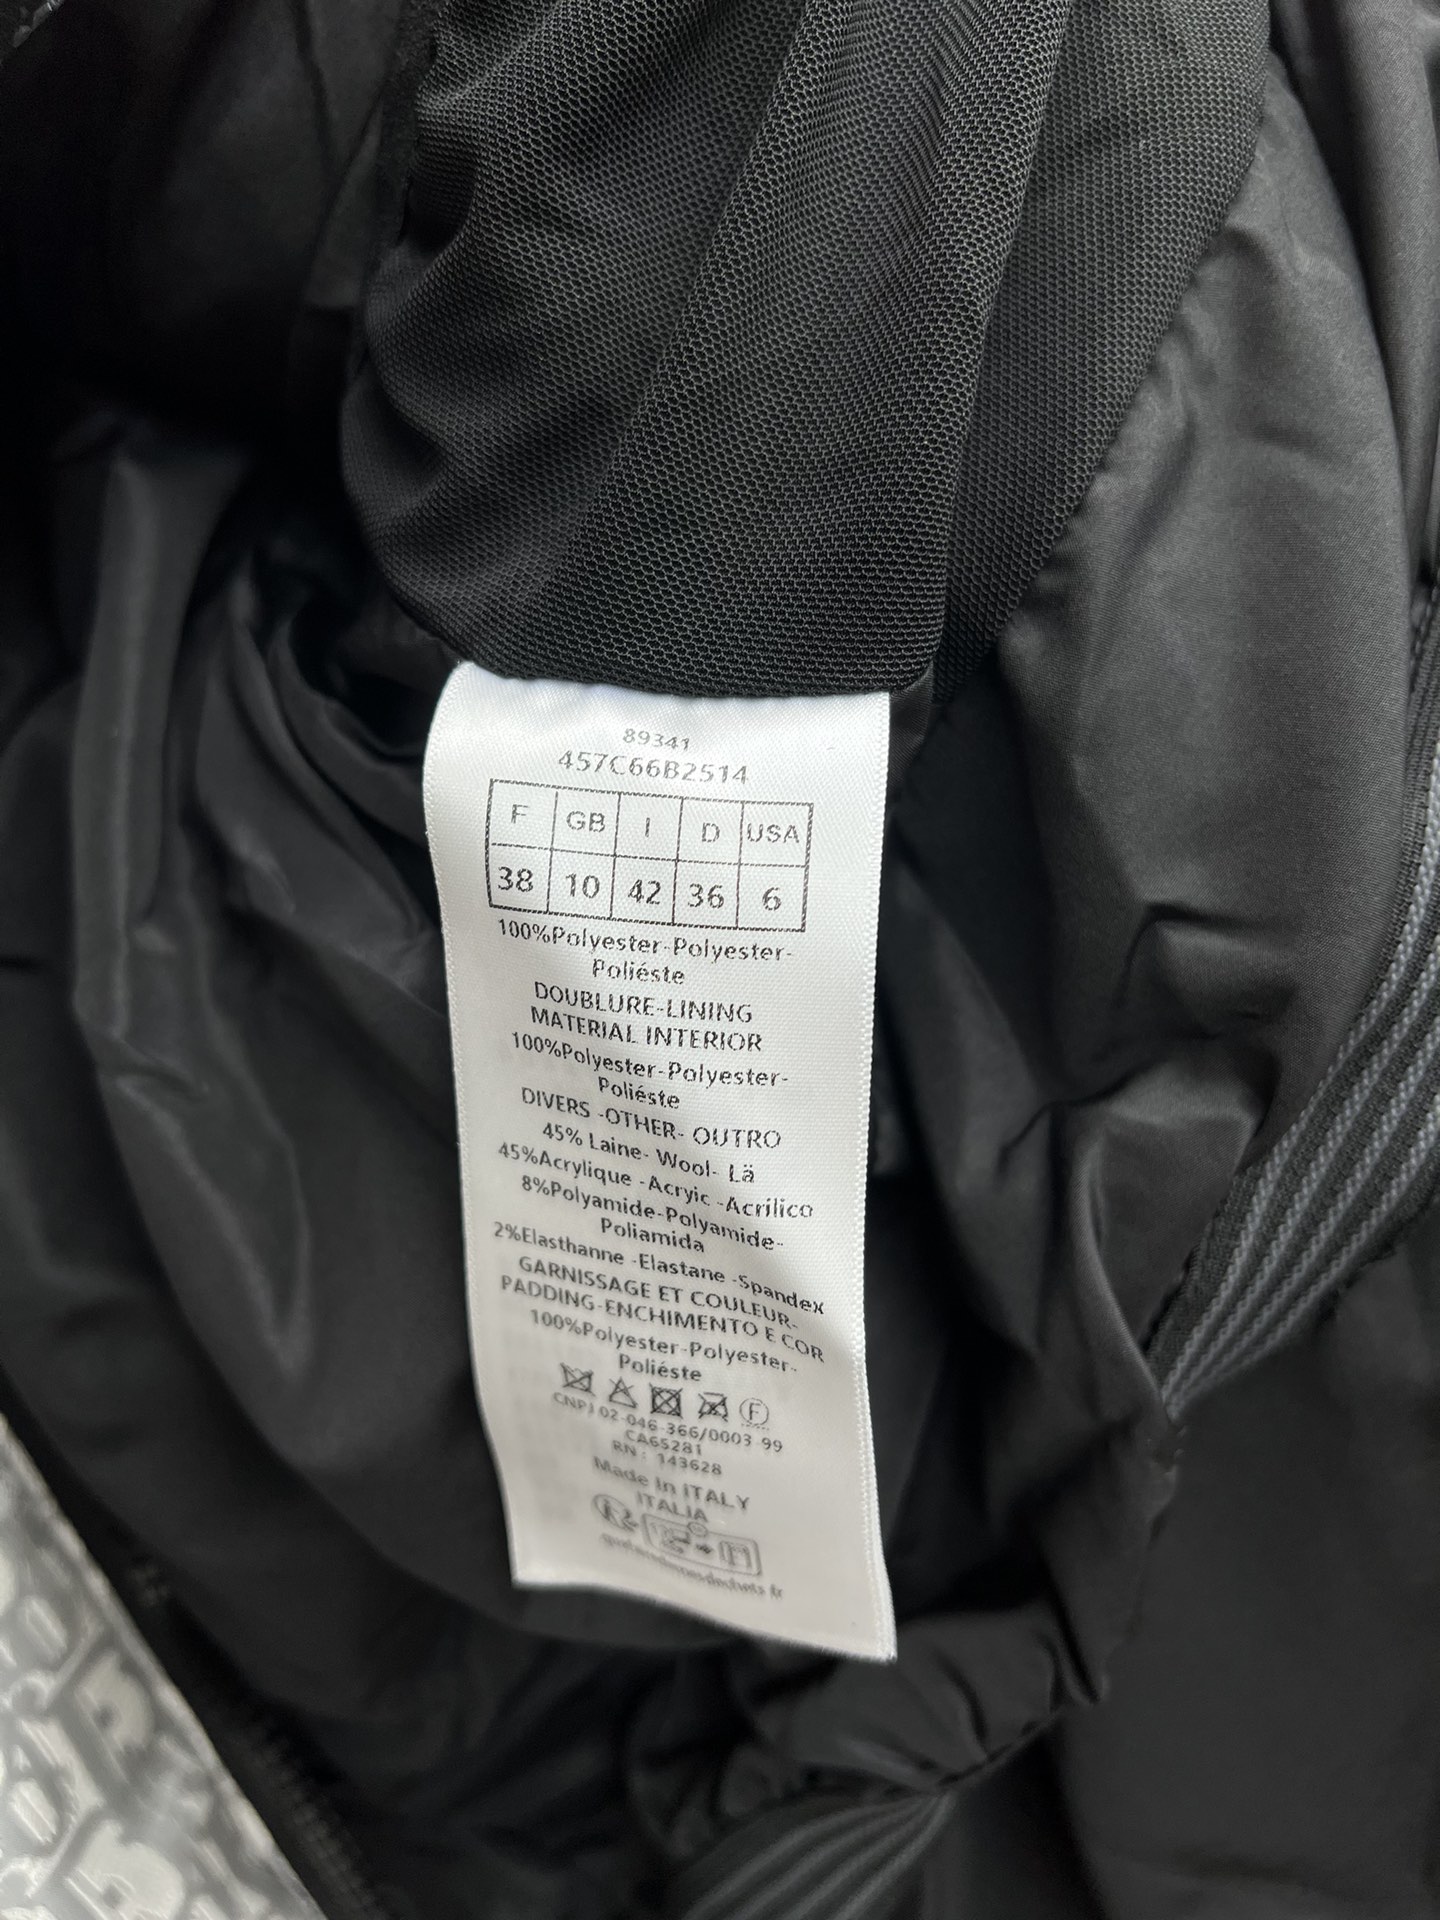 89341
457C66B2514
F GB I D USA
38 10 42 36 6
100%Polyester-Polyester-
Poliéste
DOUBLURE-LINING
MATERIAL INTERIOR
100%Polyester-Polyester-
Poliéste
DIVERS -OTHER- OUTRO
45% Laine- Wool- Lä
45%Acrylique -Acryic -Acrílico
8%Polyamide-Polyamide-
Poliamida
2%Elasthanne -Elastane -Spandex
GARNISSAGE ET COULEUR-
PADDING-ENCHIMENTO E COR
100%Polyester-Polyester-
Poliéste
F
CNPJ 02-046-366/0003-99
CA65281
RN : 143628
Made in ITALY
ITALIA